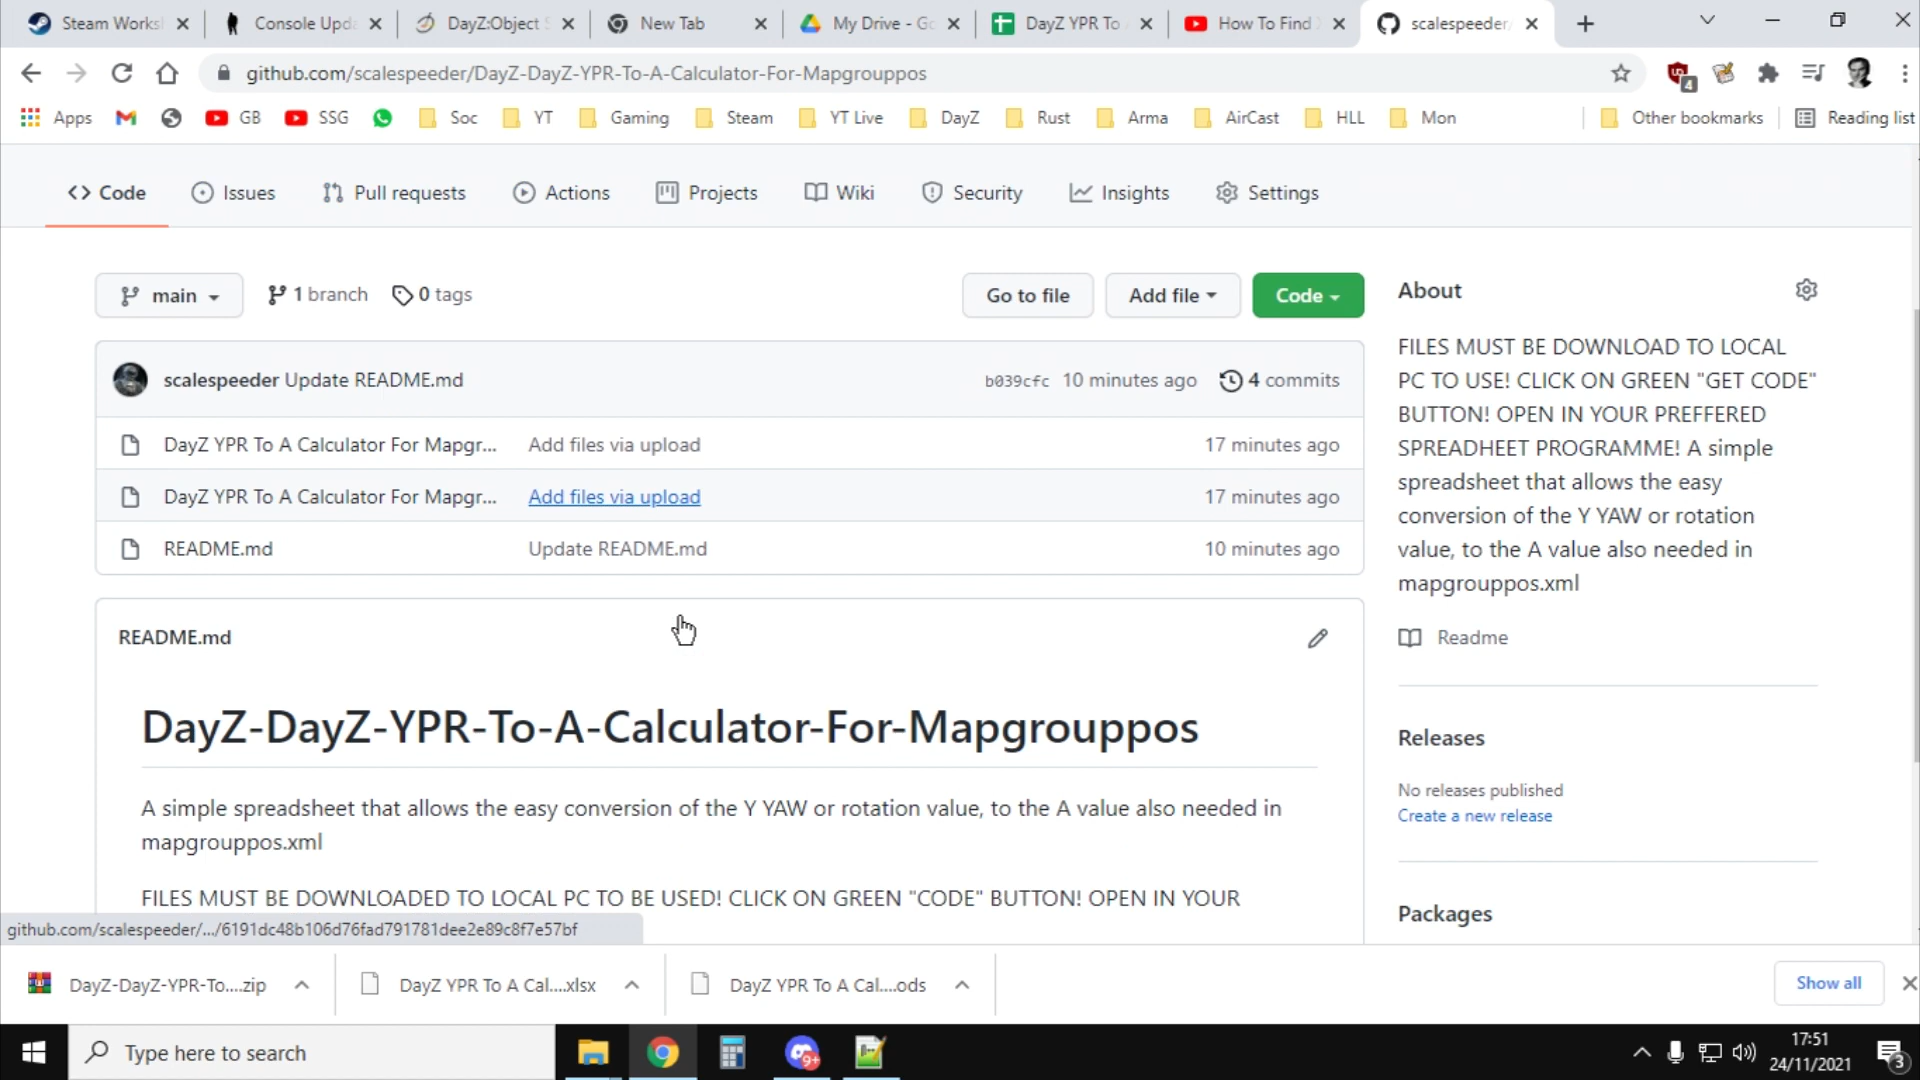 Steam Works
Console Upda
DayZ:Object S
New Tab
My Drive - Go
DayZ YPR To A
How To Find X
scalespeeder/
github.com/scalespeeder/DayZ-DayZ-YPR-To-A-Calculator-For-Mapgrouppos
4
Apps
GB
SSG
Soc
YT
Gaming
Steam
YT Live
DayZ
Rust
Arma
AirCast
HLL
Mon
Other bookmarks
Reading list
Code
Issues
Pull requests
Actions
Projects
Wiki
Security
Insights
Settings
main
1 branch
0 tags
Go to file
Add file
Code
scalespeeder Update README.md
b039cfc 10 minutes ago
4 commits
DayZ YPR To A Calculator For Mapgr...
Add files via upload
17 minutes ago
DayZ YPR To A Calculator For Mapgr...
Add files via upload
17 minutes ago
README.md
Update README.md
10 minutes ago
README.md
DayZ-DayZ-YPR-To-A-Calculator-For-Mapgrouppos
A simple spreadsheet that allows the easy conversion of the Y YAW or rotation value, to the A value also needed in
mapgrouppos.xml
FILES MUST BE DOWNLOADED TO LOCAL PC TO BE USED! CLICK ON GREEN "CODE" BUTTON! OPEN IN YOUR
About
FILES MUST BE DOWNLOAD TO LOCAL
PC TO USE! CLICK ON GREEN "GET CODE"
BUTTON! OPEN IN YOUR PREFFERED
SPREADHEET PROGRAMME! A simple
spreadsheet that allows the easy
conversion of the Y YAW or rotation
value, to the A value also needed in
mapgrouppos.xml
Readme
Releases
No releases published
Create a new release
Packages
github.com/scalespeeder/.../6191dc48b106d76fad791781dee2e89c8f7e57bf
DayZ-DayZ-YPR-To....zip
DayZ YPR To A Cal....xlsx
DayZ YPR To A Cal....ods
Show all
Type here to search
9+
17:51
24/11/2021
3